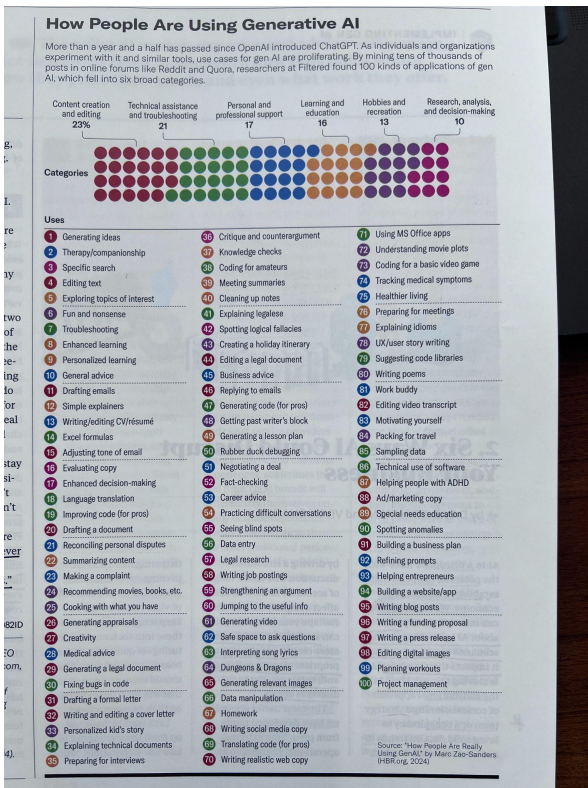 How People Are Using Generative AI
More than a year and a half has passed since OpenAI introduced ChatGPT. As individuals and organizations
experiment with it and similar tools, use cases for gen AI are proliferating. By mining tens of thousands of
posts in online forums like Reddit and Quora, researchers at Filtered found 100 kinds of applications of gen
AI, which fell into six broad categories.
Content creation
and editing
23%
Technical assistance
and troubleshooting
21
Personal and
professional support
17
Learning and
education
16
Hobbies and
recreation
13
Research, analysis,
and decision-making
10
Categories
Uses
1 Generating ideas
2 Therapy/companionship
3 Specific search
4 Editing text
5 Exploring topics of interest
6 Fun and nonsense
7 Troubleshooting
8 Enhanced learning
9 Personalized learning
10 General advice
11 Drafting emails
12 Simple explainers
13 Writing/editing CV/résumé
14 Excel formulas
15 Adjusting tone of email
16 Evaluating copy
17 Enhanced decision-making
18 Language translation
19 Improving code (for pros)
20 Drafting a document
21 Reconciling personal disputes
22 Summarizing content
23 Making a complaint
24 Recommending movies, books, etc.
25 Cooking with what you have
26 Generating appraisals
27 Creativity
28 Medical advice
29 Generating a legal document
30 Fixing bugs in code
31 Drafting a formal letter
32 Writing and editing a cover letter
33 Personalized kid's story
34 Explaining technical documents
35 Preparing for interviews
36 Critique and counterargument
37 Knowledge checks
38 Coding for amateurs
39 Meeting summaries
40 Cleaning up notes
41 Explaining legalese
42 Spotting logical fallacies
43 Creating a holiday itinerary
44 Editing a legal document
45 Business advice
46 Replying to emails
47 Generating code (for pros)
48 Getting past writer's block
49 Generating a lesson plan
50 Rubber duck debugging
51 Negotiating a deal
52 Fact-checking
53 Career advice
54 Practicing difficult conversations
55 Seeing blind spots
56 Data entry
57 Legal research
58 Writing job postings
59 Strengthening an argument
60 Jumping to the useful info
61 Generating video
62 Safe space to ask questions
63 Interpreting song lyrics
64 Dungeons & Dragons
65 Generating relevant images
66 Data manipulation
67 Homework
68 Writing social media copy
69 Translating code (for pros)
70 Writing realistic web copy
71 Using MS Office apps
72 Understanding movie plots
73 Coding for a basic video game
74 Tracking medical symptoms
75 Healthier living
76 Preparing for meetings
77 Explaining idioms
78 UX/user story writing
79 Suggesting code libraries
80 Writing poems
81 Work buddy
82 Editing video transcript
83 Motivating yourself
84 Packing for travel
85 Sampling data
86 Technical use of software
87 Helping people with ADHD
88 Ad/marketing copy
89 Special needs education
90 Spotting anomalies
91 Building a business plan
92 Refining prompts
93 Helping entrepreneurs
94 Building a website/app
95 Writing blog posts
96 Writing a funding proposal
97 Writing a press release
98 Editing digital images
99 Planning workouts
100 Project management
Source: "How People Are Really
Using GenAI," by Marc Zao-Sanders
(HBR.org, 2024)